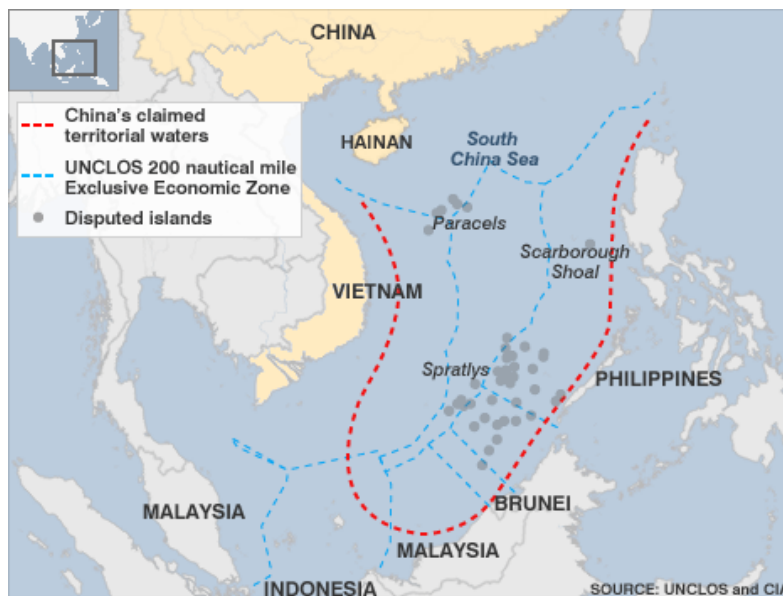 CHINA
China's claimed
territorial waters
UNCLOS 200 nautical mile
Exclusive Economic Zone
Disputed islands
HAINAN
South
China Sea
Paracels
Scarborough
Shoal
VIETNAM
Spratlys
PHILIPPINES
MALAYSIA
BRUNEI
MALAYSIA
INDONESIA
SOURCE: UNCLOS and CIA